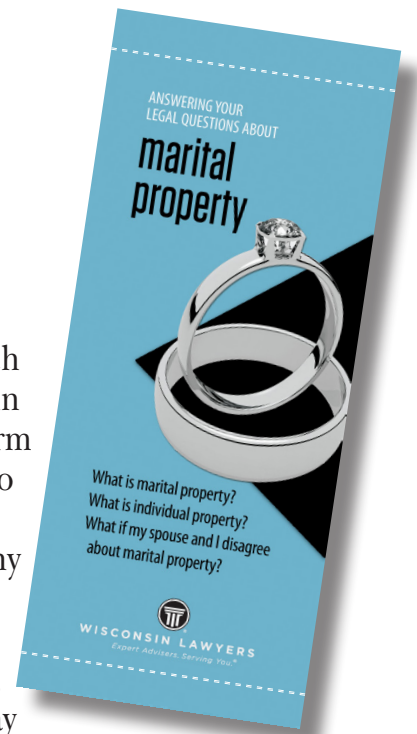 ANSWERING YOUR
LEGAL QUESTIONS ABOUT
marital
property
What is marital property?
What is individual property?
What if my spouse and I disagree
about marital property?
WISCONSIN LAWYERS
Expert Advisers. Serving You.®